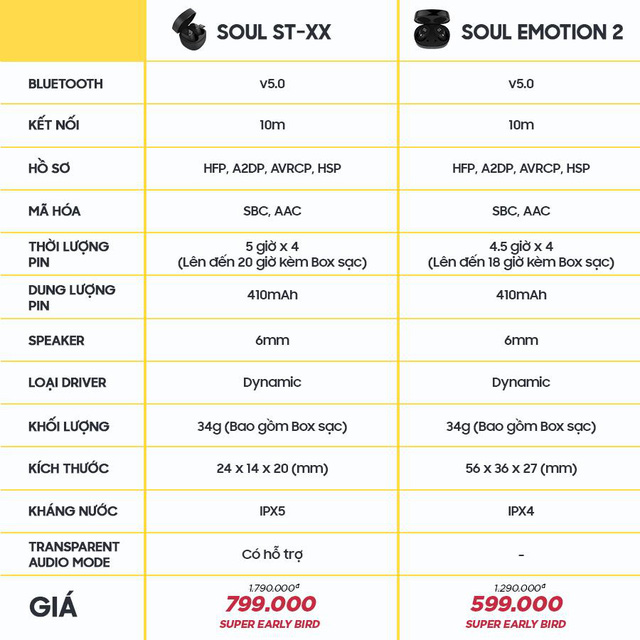 SOUL ST-XX SOUL EMOTION 2
BLUETOOTH v5.0 v5.0
KẾT NỐI 10m 10m
HỒ SƠ HFP, A2DP, AVRCP, HSP HFP, A2DP, AVRCP, HSP
MÃ HÓA SBC, AAC SBC, AAC
THỜI LƯỢNG PIN 5 giờ x 4 (Lên đến 20 giờ kèm Box sạc) 4.5 giờ x 4 (Lên đến 18 giờ kèm Box sạc)
DUNG LƯỢNG PIN 410mAh 410mAh
SPEAKER 6mm 6mm
LOẠI DRIVER Dynamic Dynamic
KHỐI LƯỢNG 34g (Bao gồm Box sạc) 34g (Bao gồm Box sạc)
KÍCH THƯỚC 24 x 14 x 20 (mm) 56 x 36 x 27 (mm)
KHÁNG NƯỚC IPX5 IPX4
TRANSPARENT AUDIO MODE Có hỗ trợ -
GIÁ 1.790.000đ 799.000 SUPER EARLY BIRD 1.290.000đ 599.000 SUPER EARLY BIRD